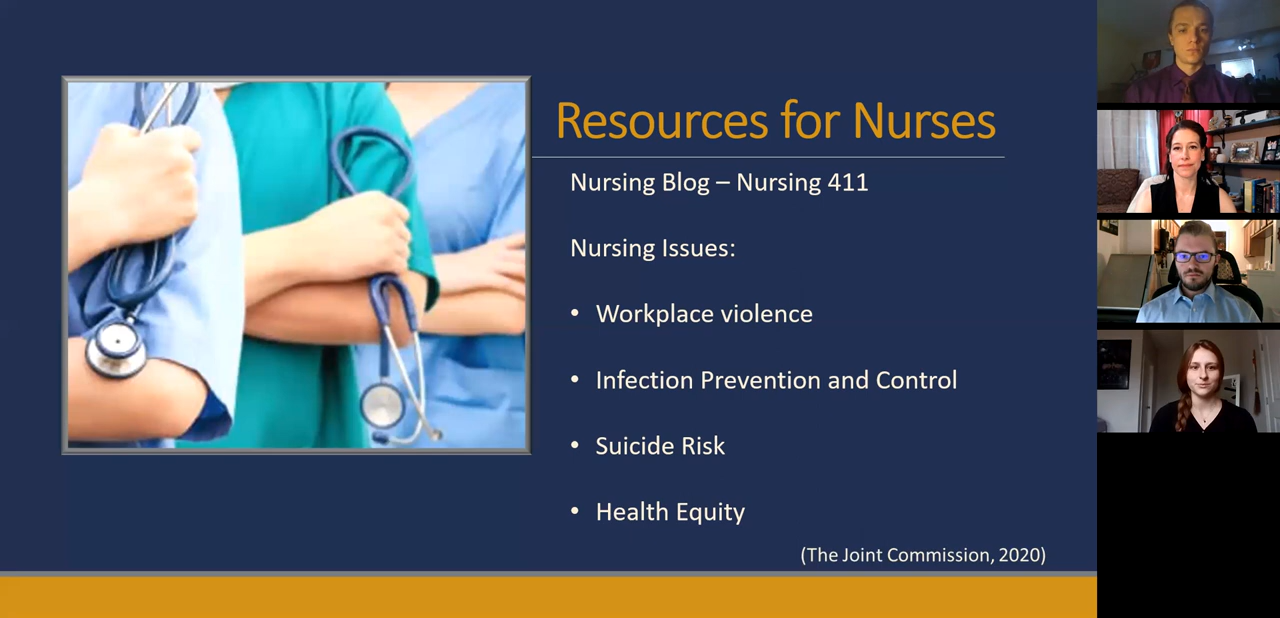 Resources for Nurses
Nursing Blog – Nursing 411
Nursing Issues:
• Workplace violence
• Infection Prevention and Control
• Suicide Risk
• Health Equity
(The Joint Commission, 2020)